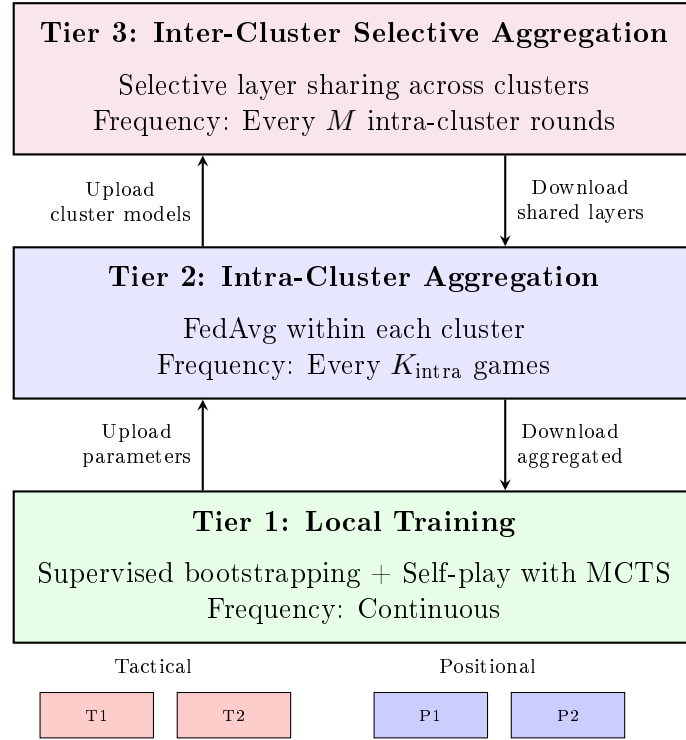 Tier 3: Inter-Cluster Selective Aggregation
Selective layer sharing across clusters
Frequency: Every M intra-cluster rounds
Upload
cluster models
Download
shared layers
Tier 2: Intra-Cluster Aggregation
FedAvg within each cluster
Frequency: Every K_intra games
Upload
parameters
Download
aggregated
Tier 1: Local Training
Supervised bootstrapping + Self-play with MCTS
Frequency: Continuous
Tactical
Positional
T1
T2
P1
P2